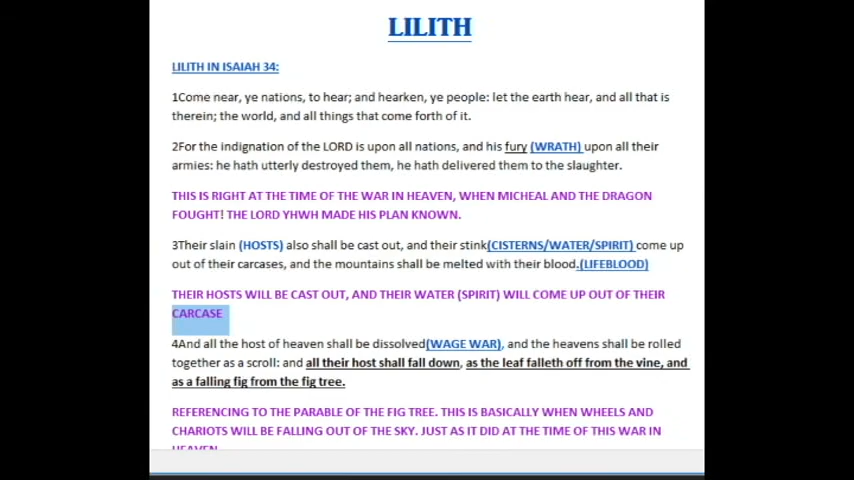 LILITH
LILITH IN ISAIAH 34:
1Come near, ye nations, to hear; and hearken, ye people: let the earth hear, and all that is
therein; the world, and all things that come forth of it.
2For the indignation of the LORD is upon all nations, and his fury (WRATH) upon all their
armies: he hath utterly destroyed them, he hath delivered them to the slaughter.
THIS IS RIGHT AT THE TIME OF THE WAR IN HEAVEN, WHEN MICHEAL AND THE DRAGON
FOUGHT! THE LORD YHWH MADE HIS PLAN KNOWN.
3Their slain (HOSTS) also shall be cast out, and their stink(CISTERNS/WATER/SPIRIT) come up
out of their carcases, and the mountains shall be melted with their blood.(LIFEBLOOD)
THEIR HOSTS WILL BE CAST OUT, AND THEIR WATER (SPIRIT) WILL COME UP OUT OF THEIR
CARCASE
4And all the host of heaven shall be dissolved(WAGE WAR), and the heavens shall be rolled
together as a scroll: and all their host shall fall down, as the leaf falleth off from the vine, and
as a falling fig from the fig tree.
REFERENCING TO THE PARABLE OF THE FIG TREE. THIS IS BASICALLY WHEN WHEELS AND
CHARIOTS WILL BE FALLING OUT OF THE SKY. JUST AS IT DID AT THE TIME OF THIS WAR IN
HEAVEN